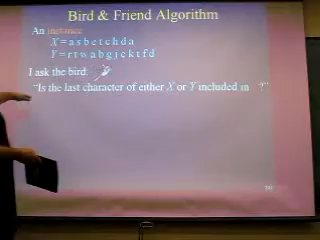 Bird & Friend Algorithm
An instance
X = a s b e t c h d a
Y = r t w a b g j c k t f d
I ask the bird:
"Is the last character of either X or Y included in ?"